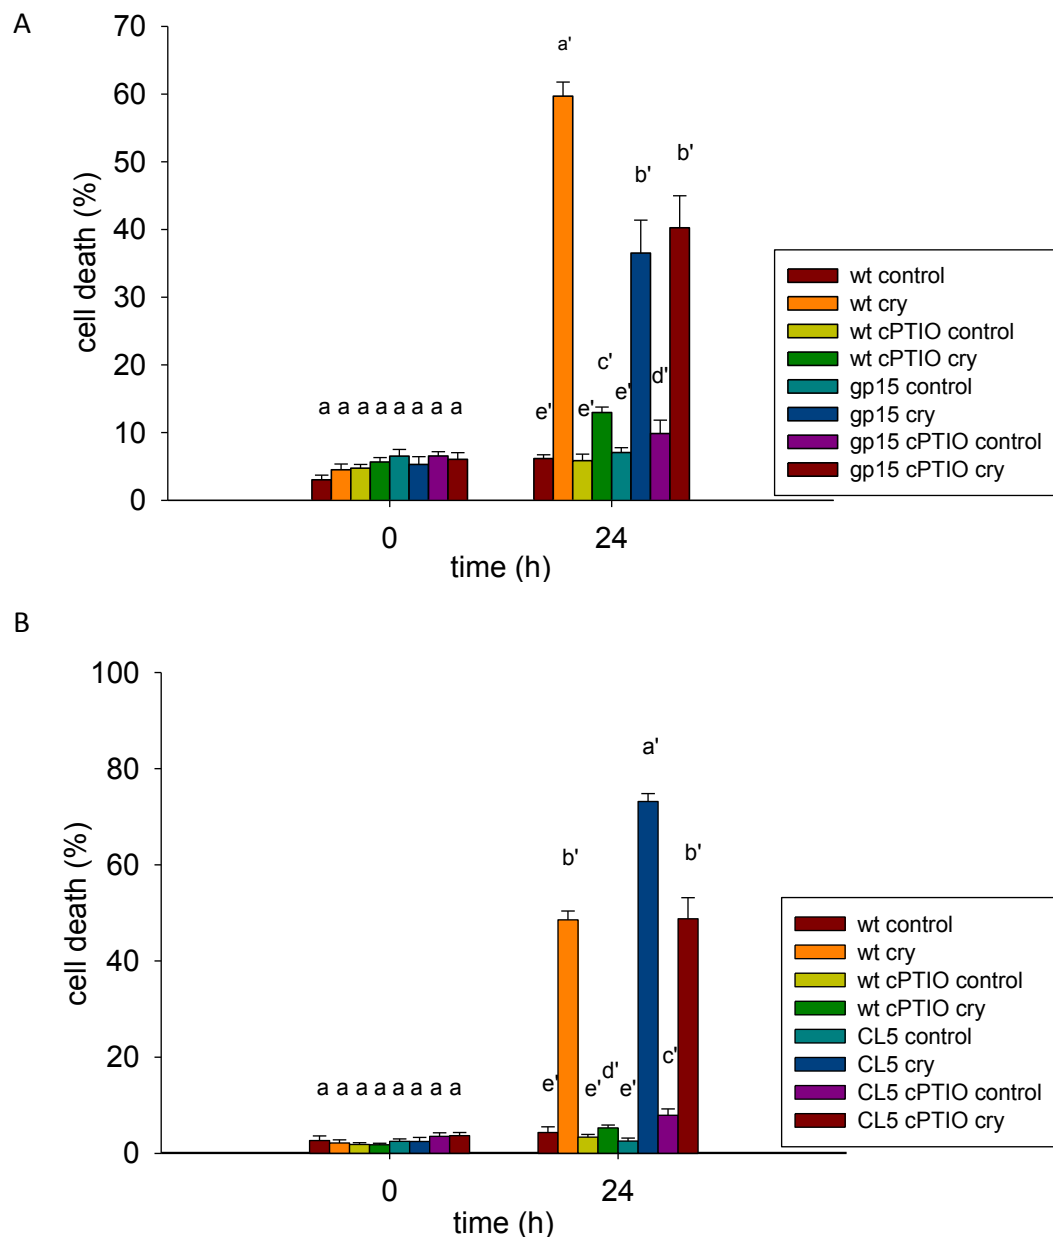 A
70
60
50
40
30
20
10
0
cell death (%)
a a a a a a a a
e' a' e' c' e' b' d' b'
0 24
time (h)
wt control
wt cry
wt cPTIO control
wt cPTIO cry
gp15 control
gp15 cry
gp15 cPTIO control
gp15 cPTIO cry
B
100
80
60
40
20
0
cell death (%)
a a a a a a a a
e' b' e' d' e' a' c' b'
0 24
time (h)
wt control
wt cry
wt cPTIO control
wt cPTIO cry
CL5 control
CL5 cry
CL5 cPTIO control
CL5 cPTIO cry